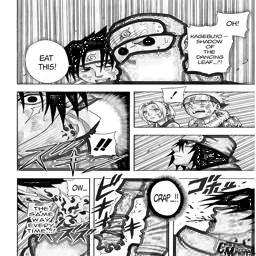 OH!
KAGEBUYO –
SHADOW
OF THE
DANCING
LEAF...?!
EAT
THIS!
!
!!
OW...
THE
SAME
WAY
EVERY
TIME...!!
CRAP...!!